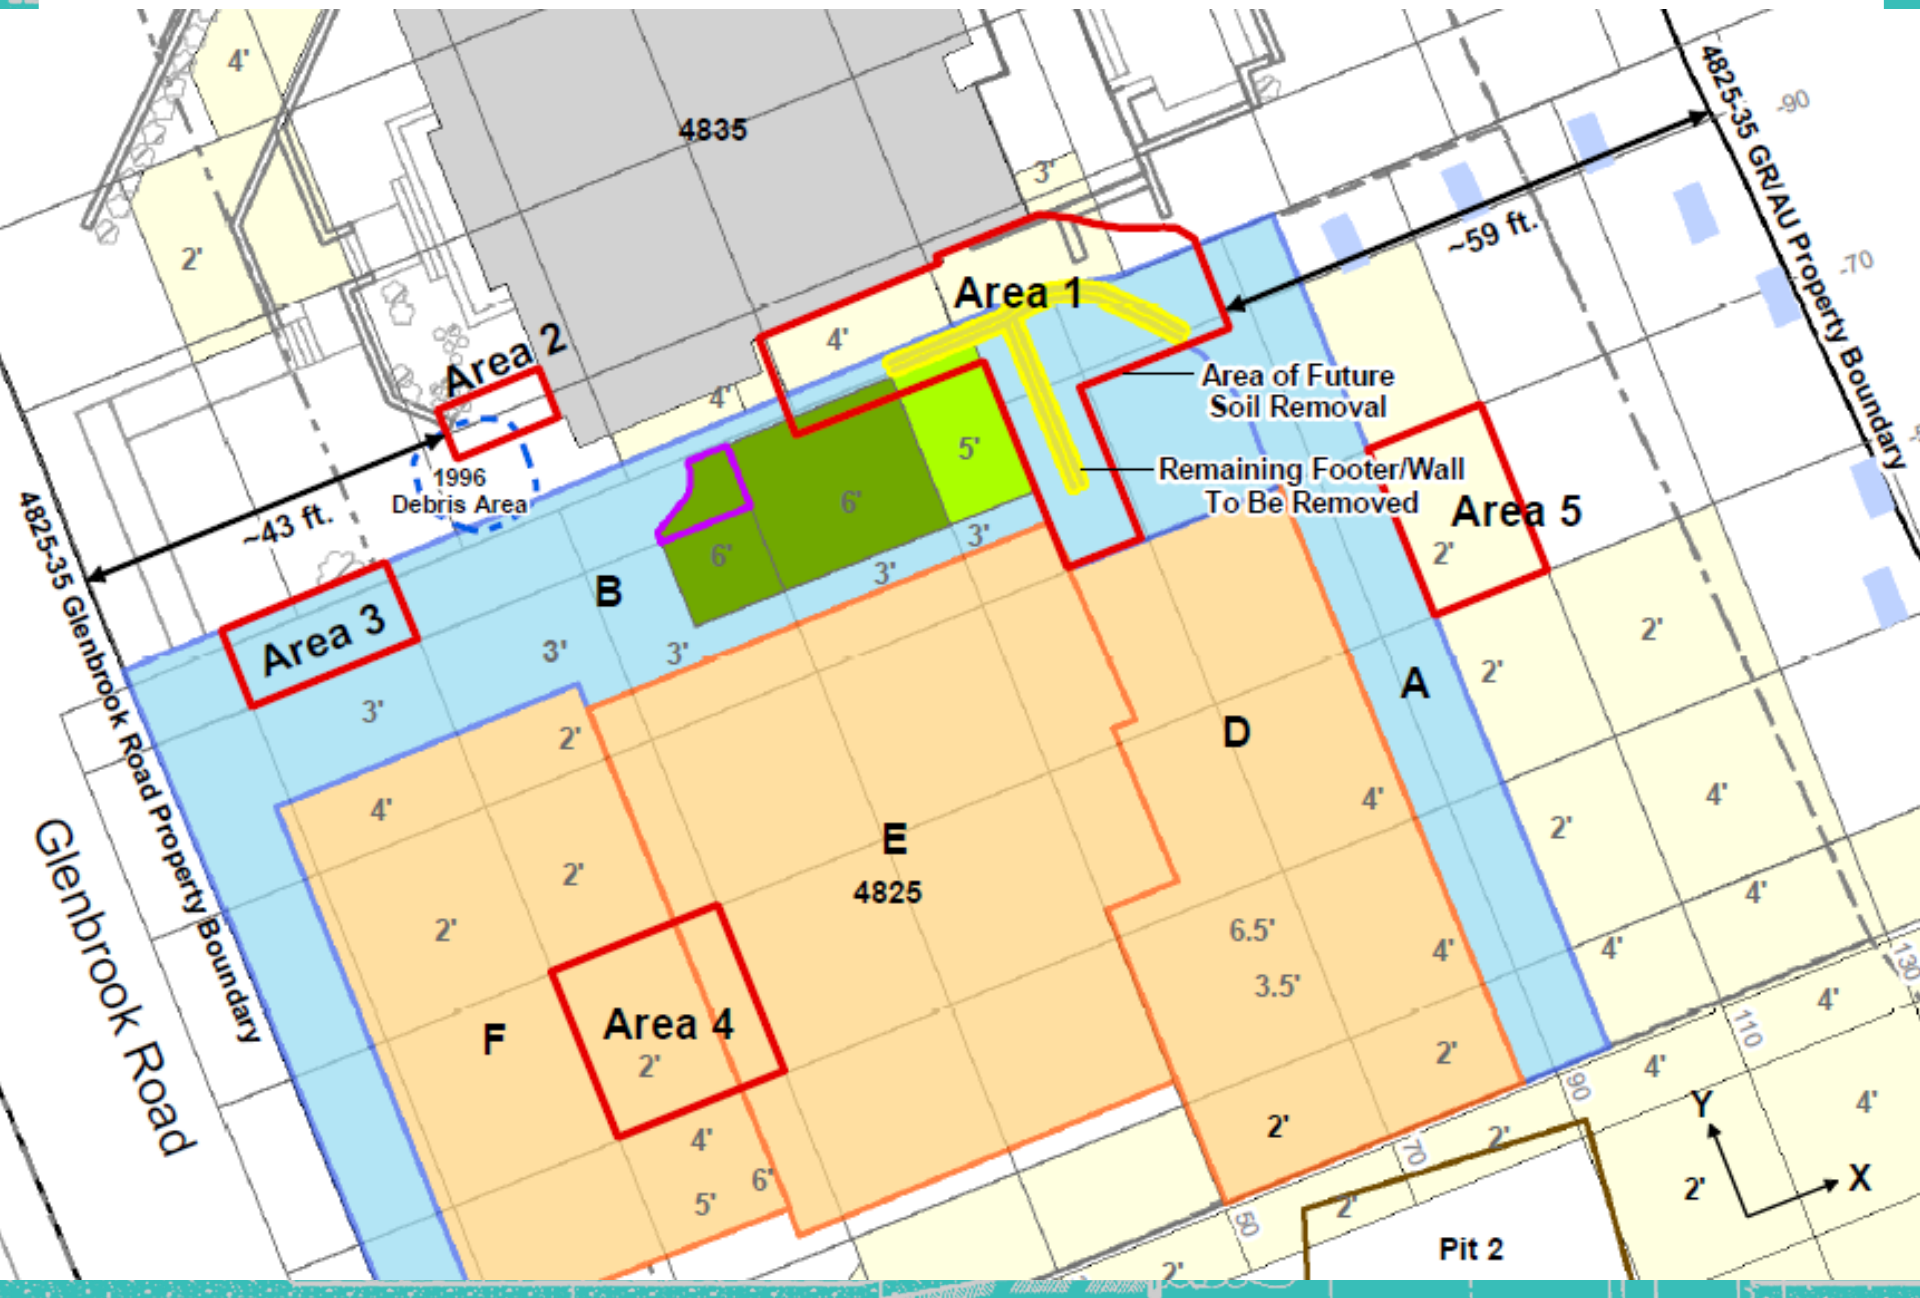 4'
4835
4825-35 GR/AU Property Boundary
-90
3'
2'
~59 ft.
-70
Area 1
4'
Area 2
4'
Area of Future
Soil Removal
5'
1996
Debris Area
Remaining Footer/Wall
To Be Removed
6'
~43 ft.
Area 5
2'
6'
3'
3'
B
4825-35 Glenbrook Road Property Boundary
Area 3
3'
3'
2'
2'
A
3'
2'
D
4'
4'
4'
2'
E
4825
2'
4'
2'
6.5'
4'
4'
130
3.5'
4'
F
Area 4
2'
110
2'
4'
90
Y
4'
Glenbrook Road
2'
4'
2'
70
6'
X
5'
2'
2'
50
Pit 2
2'